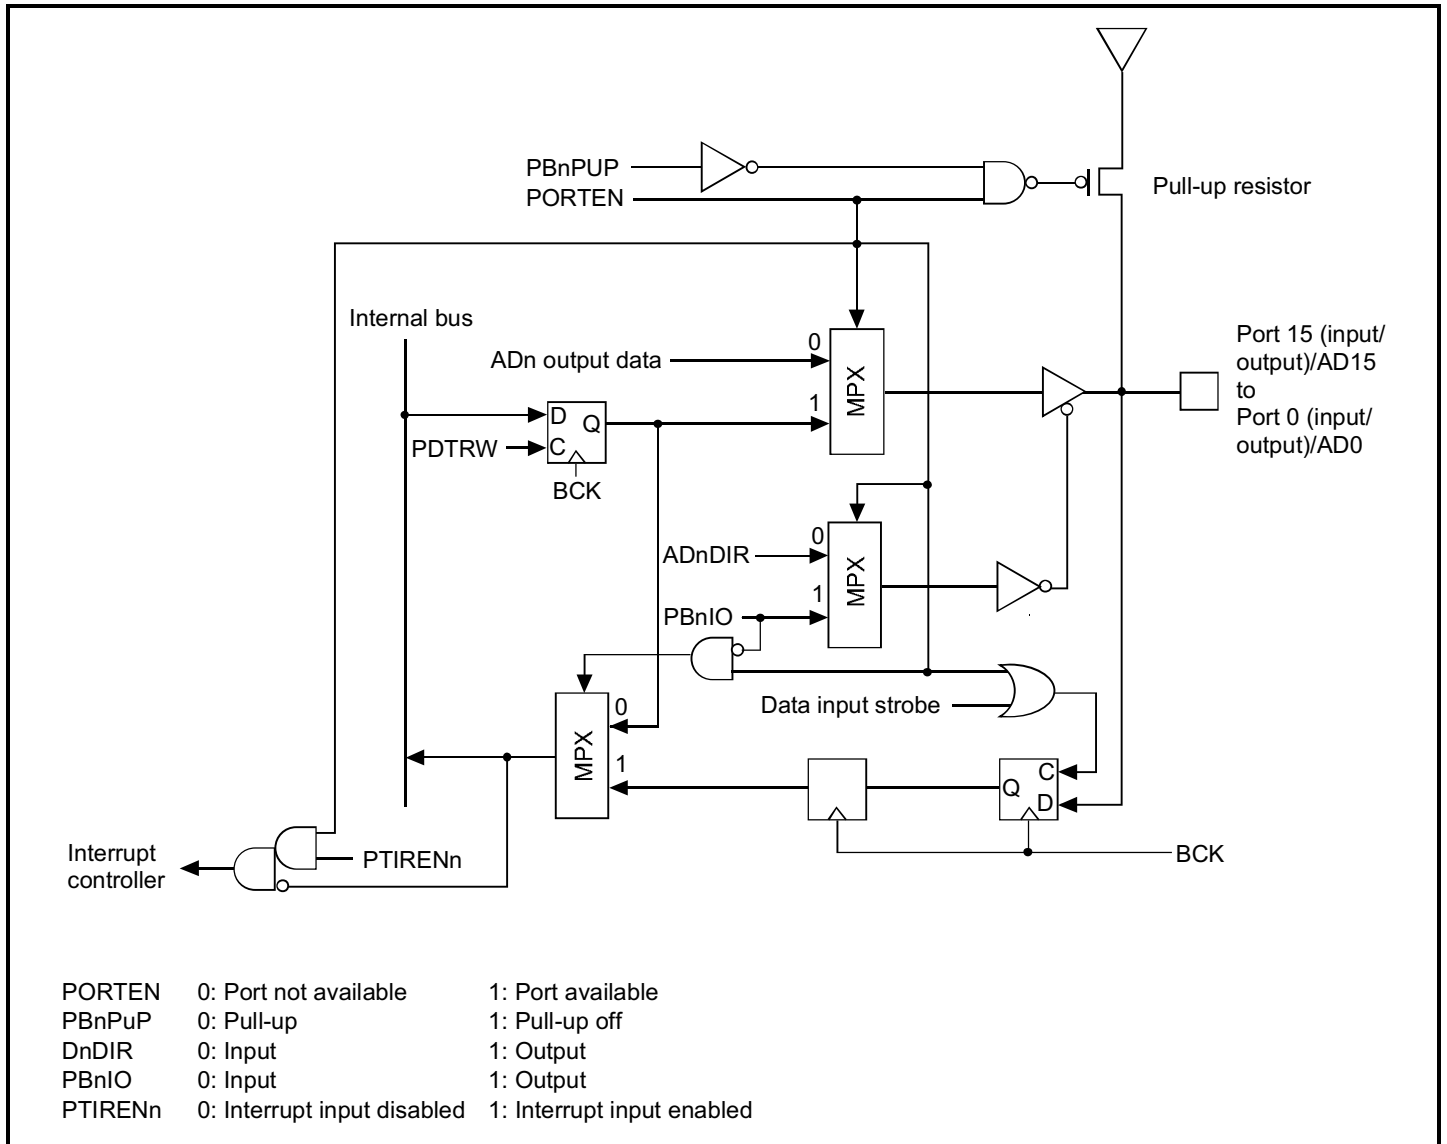 PBnPUP
PORTEN
Pull-up resistor
Internal bus
ADn output data
0
1
MPX
Port 15 (input/
output)/AD15
to
Port 0 (input/
output)/AD0
D
Q
PDTRW
C
BCK
ADnDIR
0
PBnIO
1
MPX
Data input strobe
0
1
MPX
C
Q
D
BCK
PTIRENn
Interrupt
controller
PORTEN 0: Port not available 1: Port available
PBnPuP 0: Pull-up 1: Pull-up off
DnDIR 0: Input 1: Output
PBnIO 0: Input 1: Output
PTIRENn 0: Interrupt input disabled 1: Interrupt input enabled